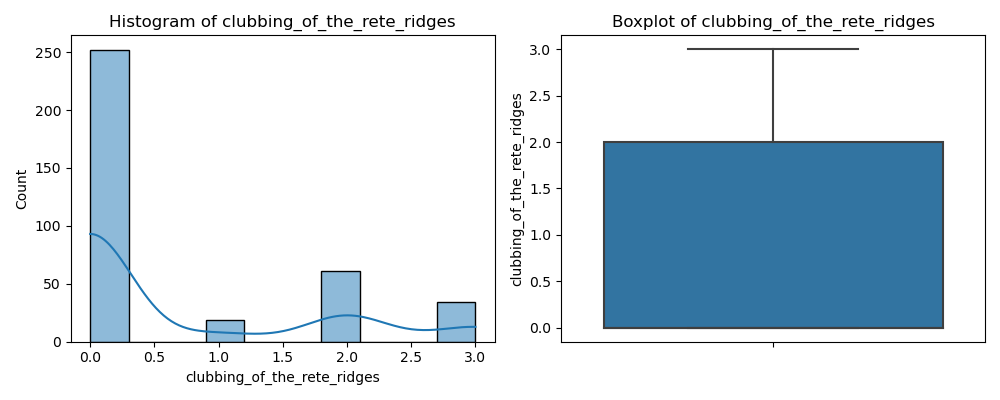 Histogram of clubbing_of_the_rete_ridges
250
200
150
100
50
0
Count
0.0 0.5 1.0 1.5 2.0 2.5 3.0
clubbing_of_the_rete_ridges
Boxplot of clubbing_of_the_rete_ridges
3.0
2.5
2.0
1.5
1.0
0.5
0.0
clubbing_of_the_rete_ridges